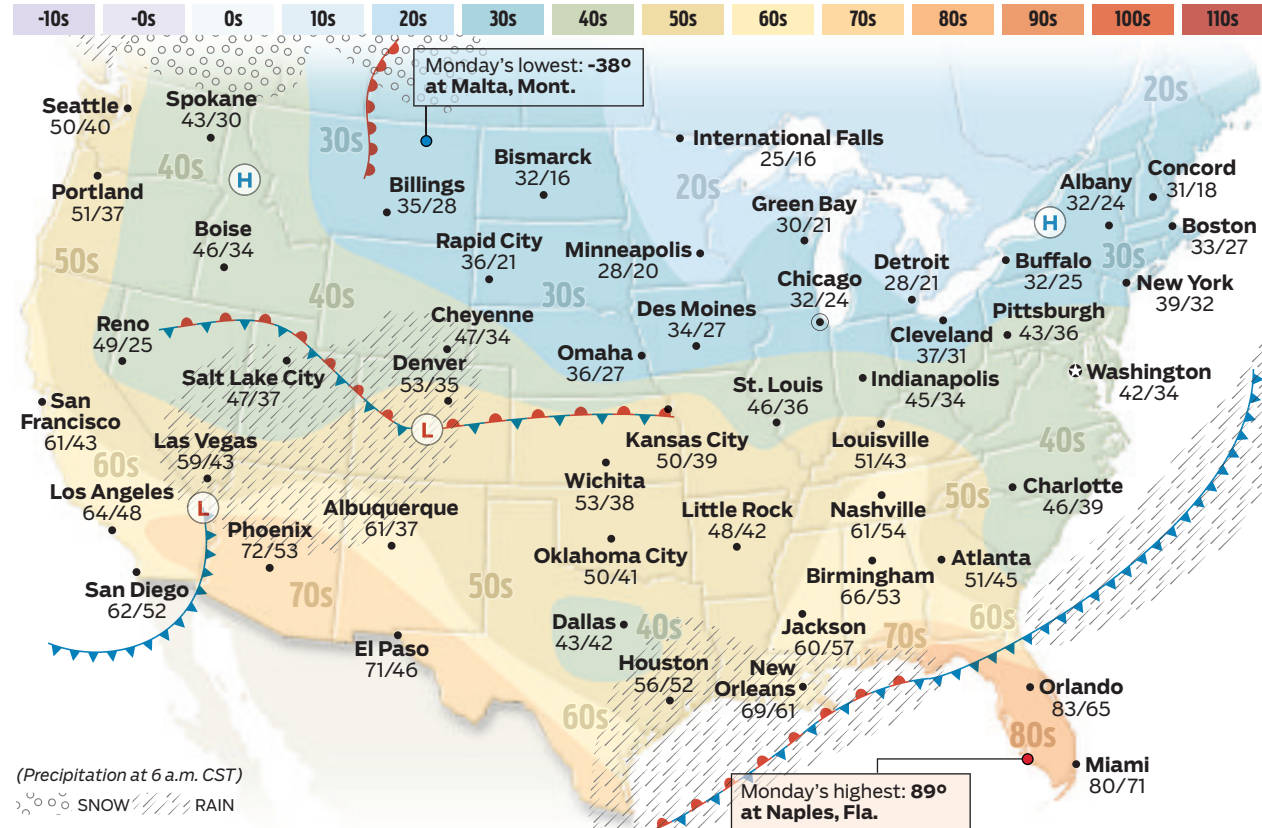 -10s -0s 0s 10s 20s 30s 40s 50s 60s 70s 80s 90s 100s 110s
Monday's lowest: -38°
at Malta, Mont.
20s
Seattle
50/40
Spokane
43/30
30s
40s
H
Portland
51/37
Billings
35/28
Bismarck
32/16
International Falls
25/16
20s
Green Bay
30/21
Albany
32/24
Concord
31/18
H
Boston
33/27
Boise
46/34
50s
Rapid City
36/21
Minneapolis
28/20
Chicago
32/24
Detroit
28/21
Buffalo
32/25
30s
New York
39/32
40s
30s
Reno
49/25
Cheyenne
47/34
Des Moines
34/27
Cleveland
37/31
Pittsburgh
43/36
Salt Lake City
47/37
Denver
53/35
Omaha
36/27
St. Louis
46/36
Indianapolis
45/34
Washington
42/34
San
Francisco
61/43
Las Vegas
59/43
L
Kansas City
50/39
Louisville
51/43
40s
60s
Los Angeles
64/48
L
Phoenix
72/53
Albuquerque
61/37
Wichita
53/38
Little Rock
48/42
Nashville
61/54
50s
Charlotte
46/39
San Diego
62/52
70s
50s
Oklahoma City
50/41
Birmingham
66/53
Atlanta
51/45
60s
El Paso
71/46
Dallas
43/42
40s
Jackson
60/57
70s
Houston
56/52
New
Orleans
69/61
60s
Orlando
83/65
80s
Miami
80/71
Monday's highest: 89°
at Naples, Fla.
(Precipitation at 6 a.m. CST)
SNOW RAIN